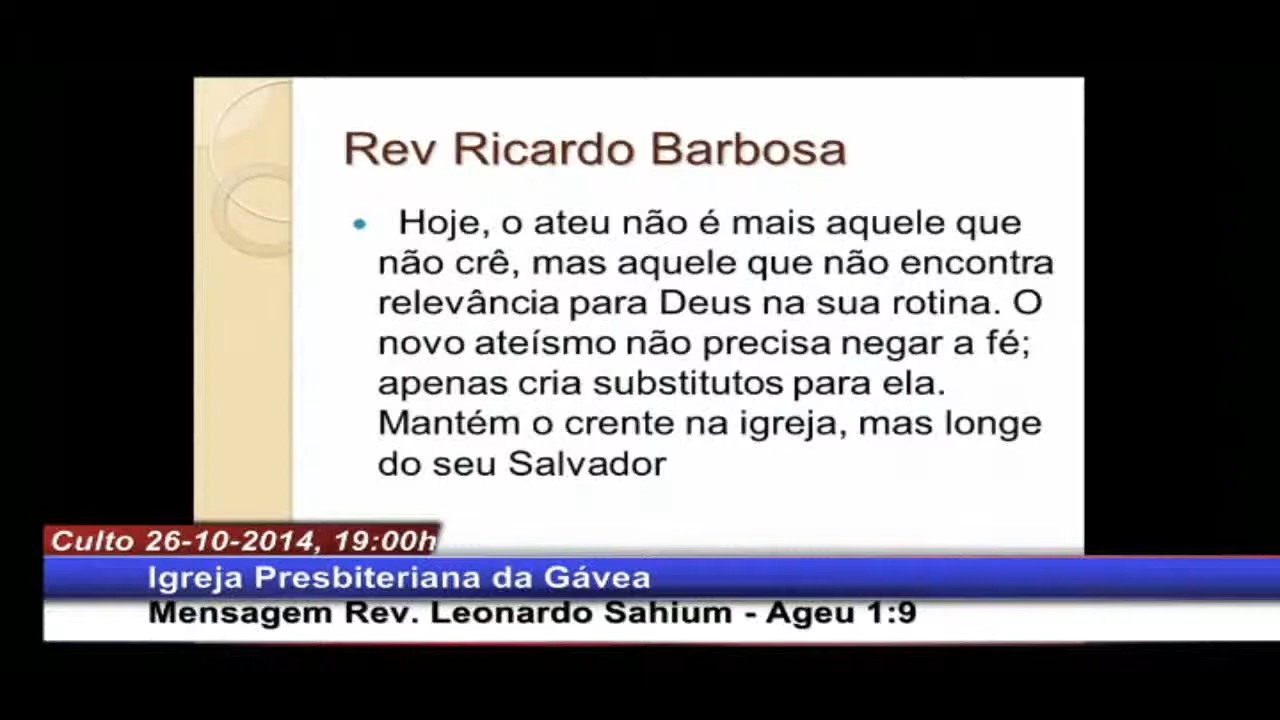 Rev Ricardo Barbosa
• Hoje, o ateu não é mais aquele que
não crê, mas aquele que não encontra
relevância para Deus na sua rotina. O
novo ateísmo não precisa negar a fé;
apenas cria substitutos para ela.
Mantém o crente na igreja, mas longe
do seu Salvador
Culto 26-10-2014, 19:00h
Igreja Presbiteriana da Gávea
Mensagem Rev. Leonardo Sahium - Ageu 1:9